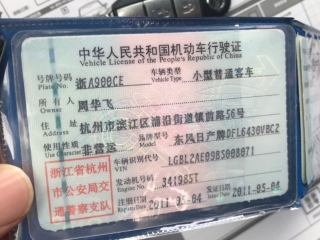 中华人民共和国机动车行驶证
Vehicle License of the People's Republic of China
号牌号码 浙A900CE 车辆类型 小型普通客车
Plate No. Vehicle Type
所有人 周华飞
Owner
住址 杭州市滨江区浦沿街道镇前路56号
使用性质 非营运 品牌型号 东风日产牌DFL6430VBC2
Use Character Model
浙江省杭州
市公安局交
通警察支队
车辆识别代号 LGBL2AE09BS008071
VIN
发动机号码 341985T
Engine No.
注册日期 2011-05-04 发证日期 2011-05-04
Register Date Issue Date